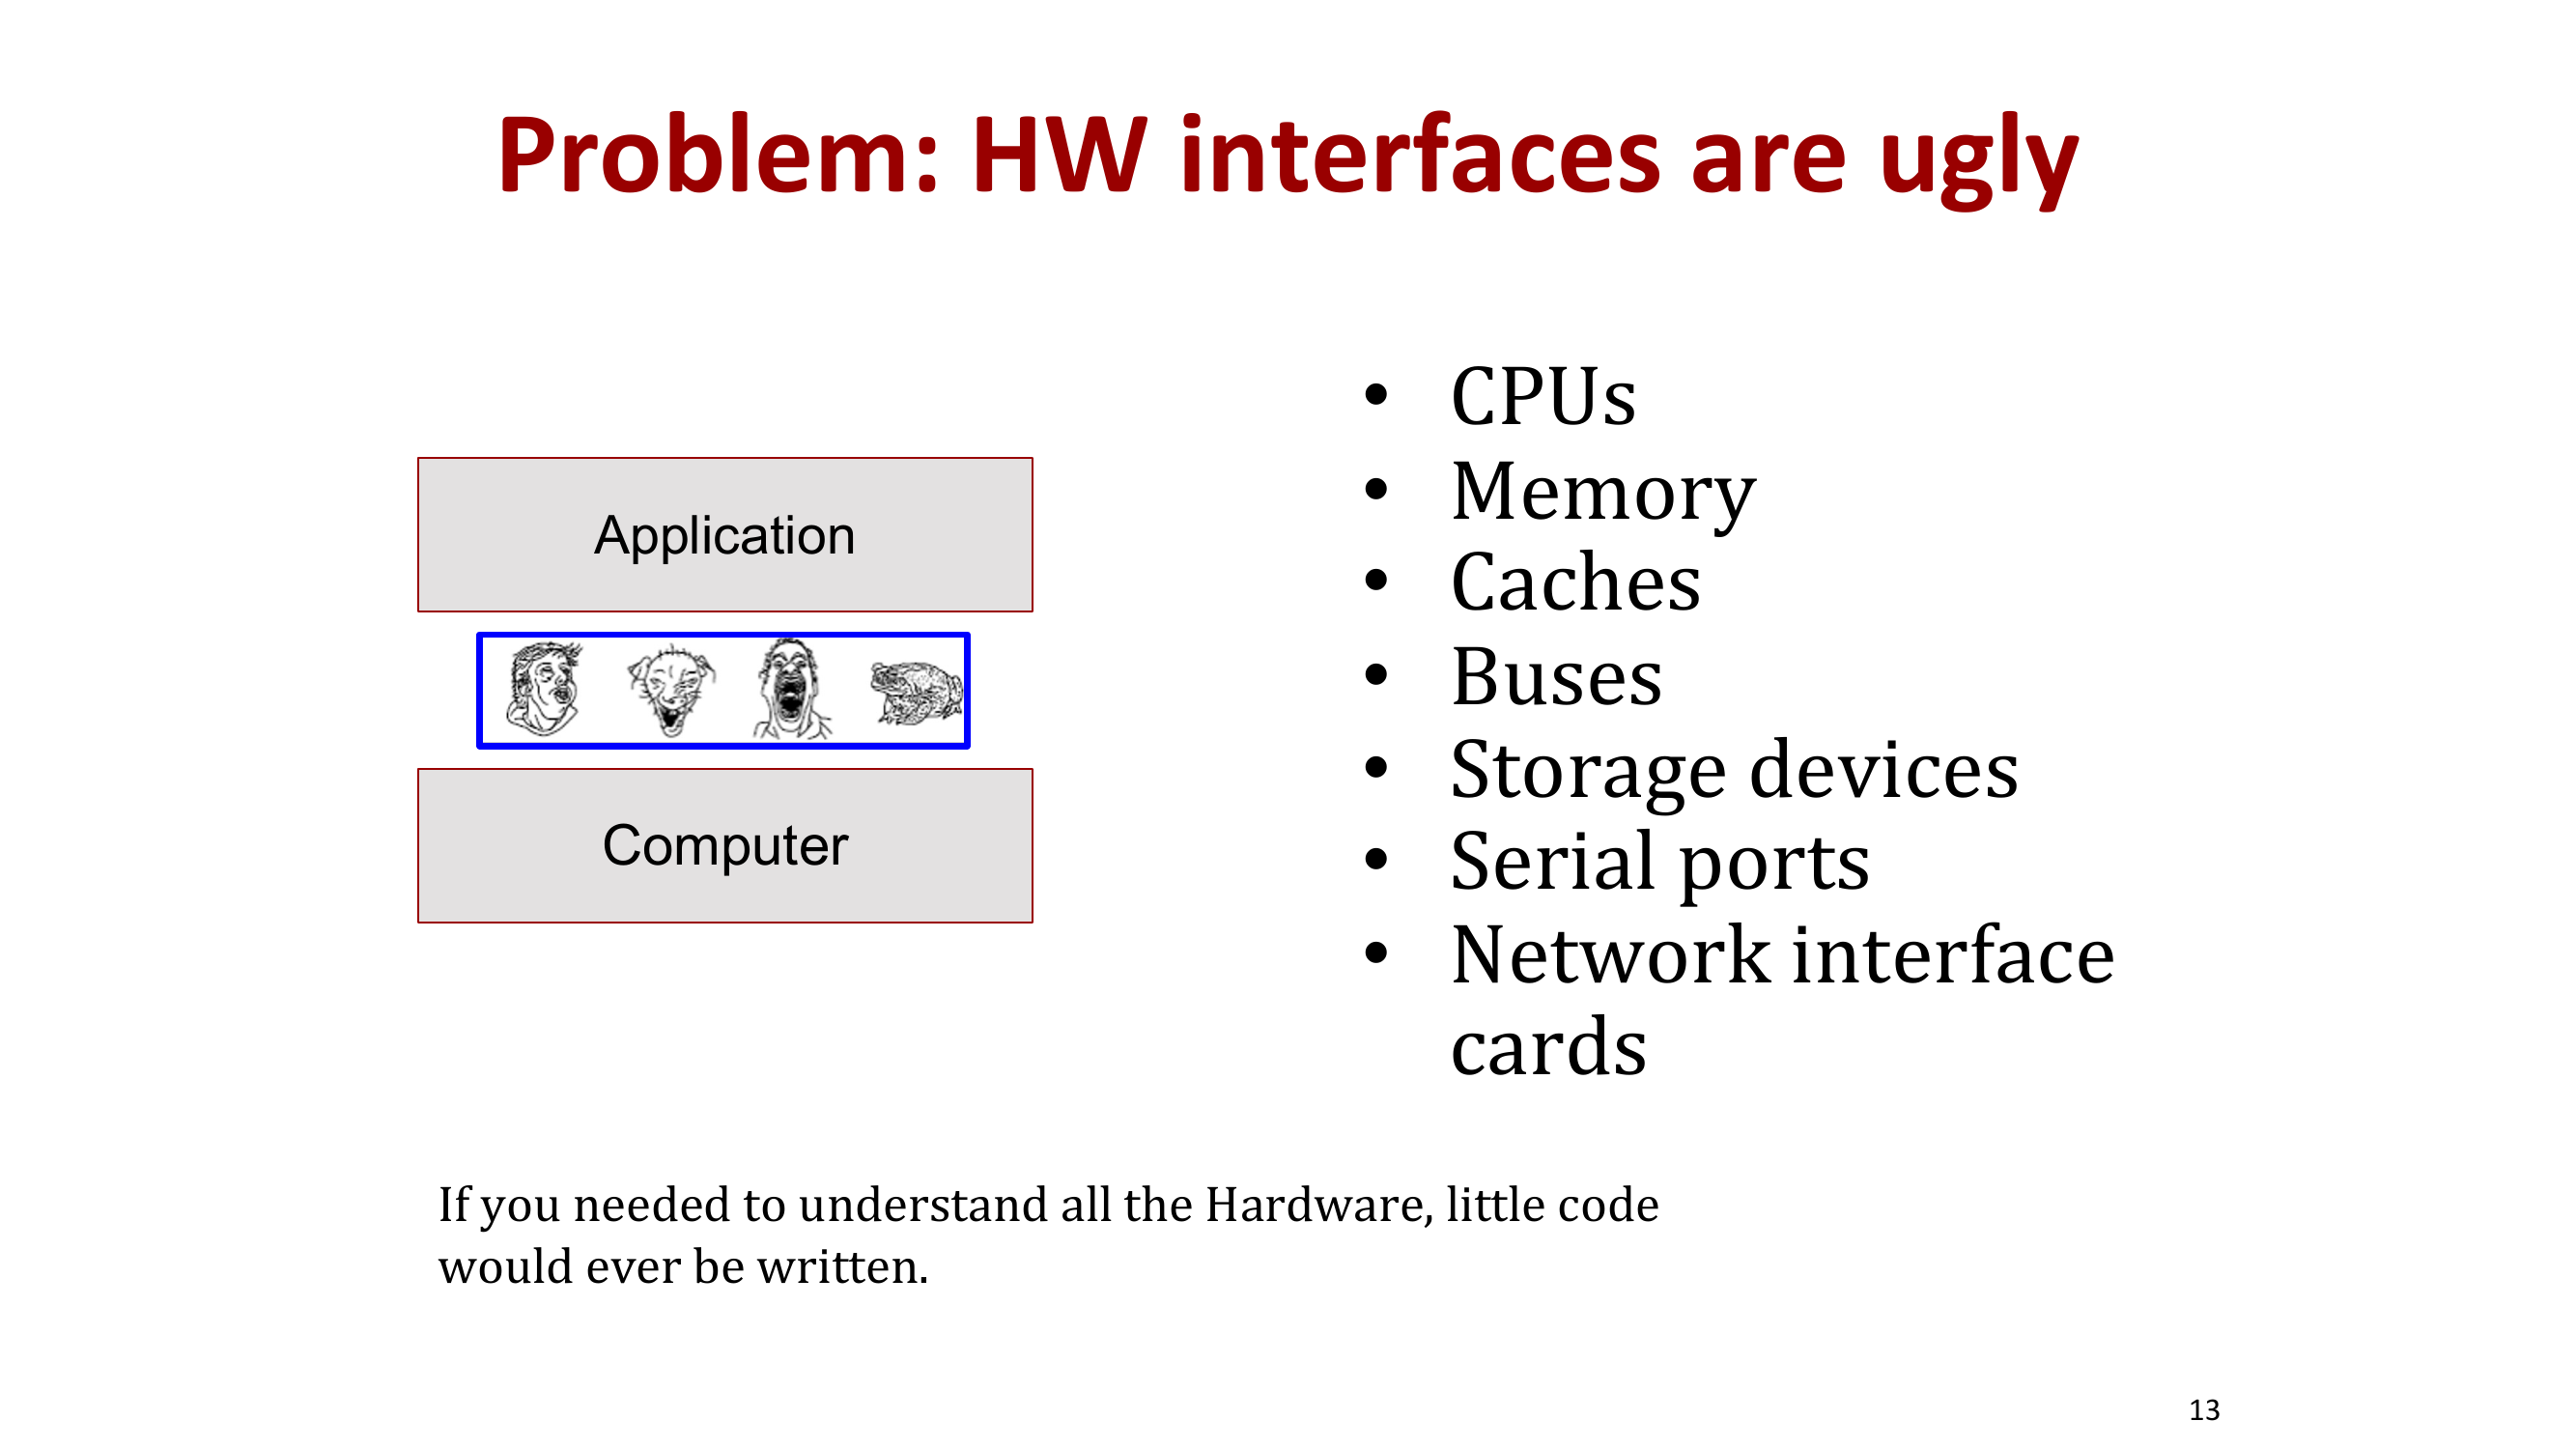 Problem: HW interfaces are ugly
Application
Computer
• CPUs
• Memory
• Caches
• Buses
• Storage devices
• Serial ports
• Network interface
cards
If you needed to understand all the Hardware, little code
would ever be written.
13